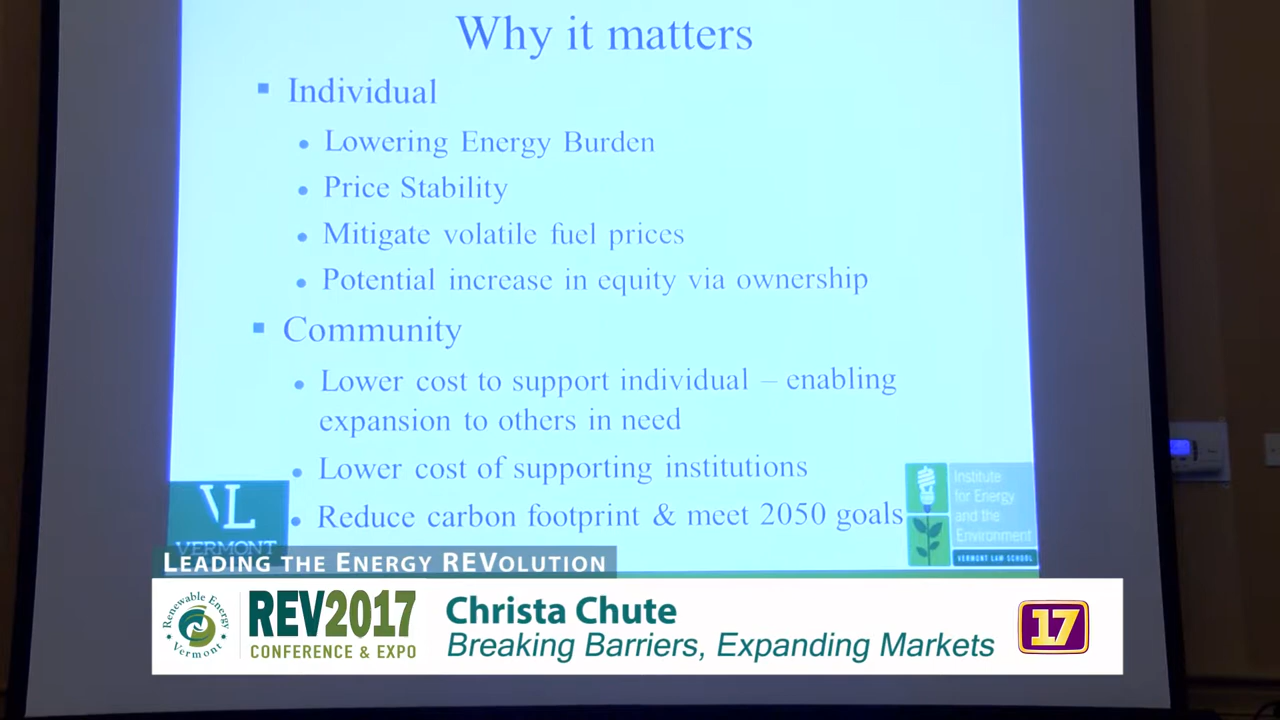 Why it matters
▪ Individual
• Lowering Energy Burden
• Price Stability
• Mitigate volatile fuel prices
• Potential increase in equity via ownership
▪ Community
• Lower cost to support individual – enabling
expansion to others in need
• Lower cost of supporting institutions
• Reduce carbon footprint & meet 2050 goals
VL
VERMONT
Institute
for Energy
and the
Environment
VERMONT LAW SCHOOL
LEADING THE ENERGY REVOLUTION
Renewable Energy
Vermont
REV2017
CONFERENCE & EXPO
Christa Chute
Breaking Barriers, Expanding Markets
17